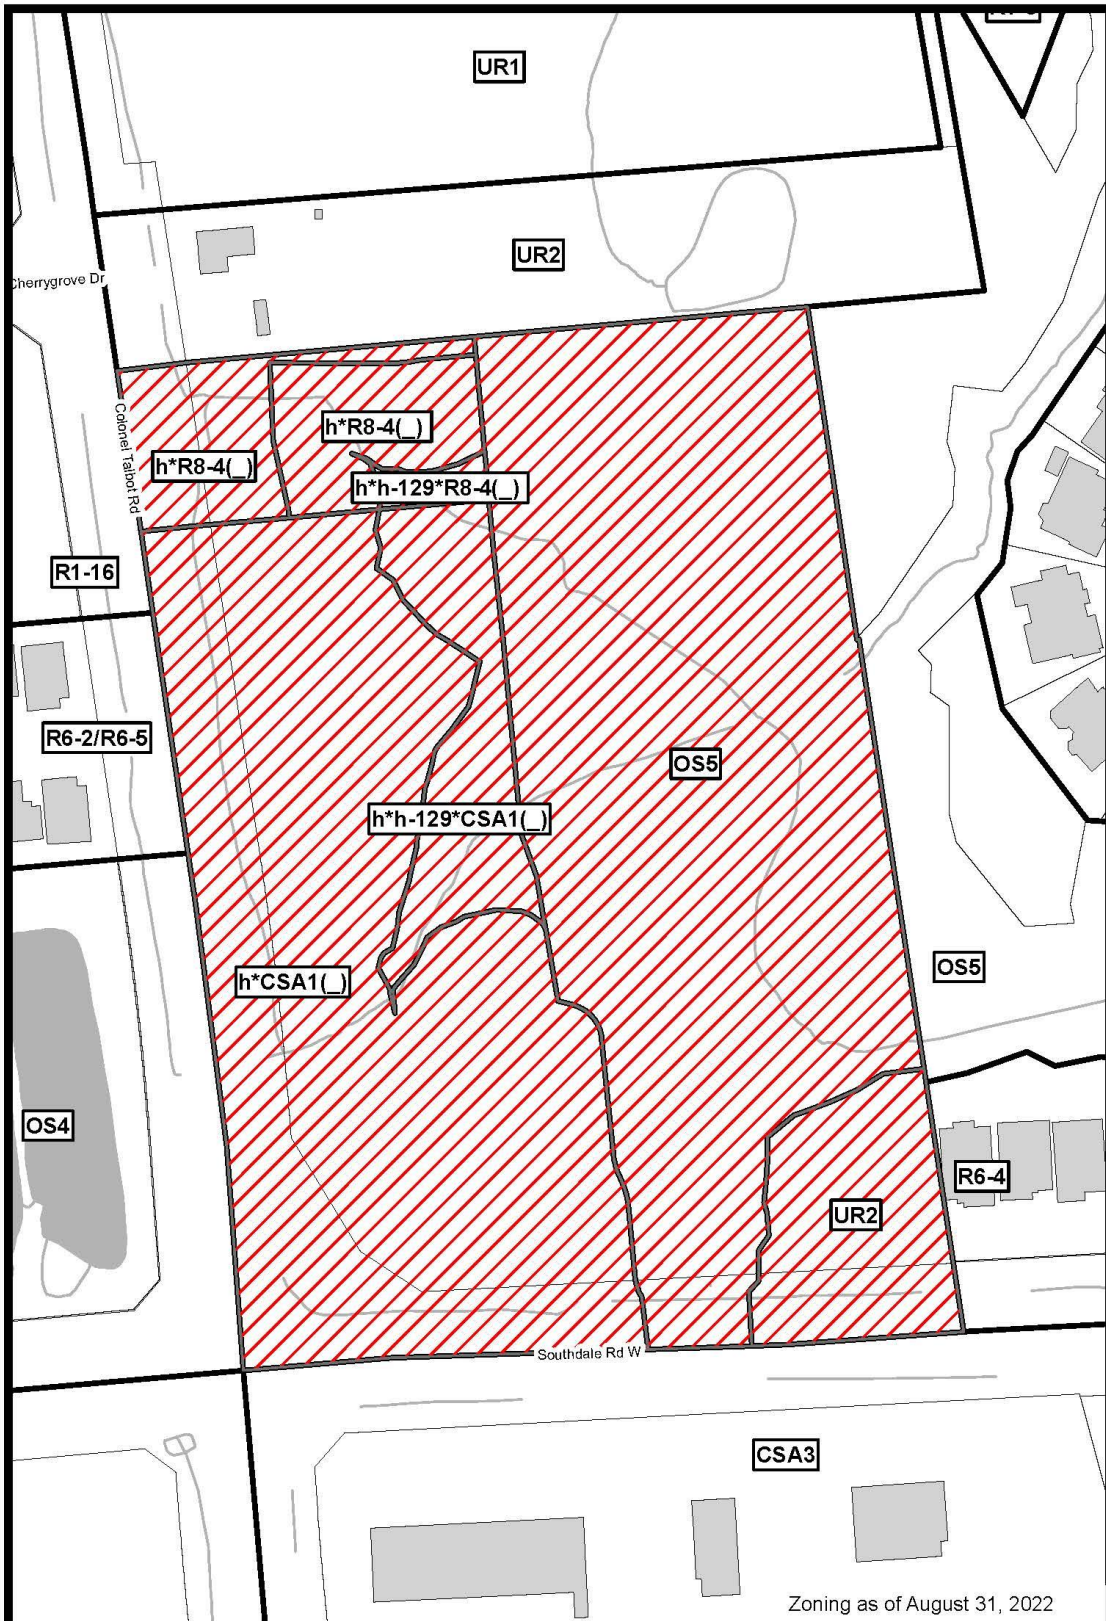 UR1
UR2
Cherrygrove Dr
h*R8-4(_)
Colonel Talbot Rd
h*R8-4(_)
h*h-129*R8-4(_)
R1-16
R6-2/R6-5
OS5
h*h-129*CSA1(_)
OS5
h*CSA1(_)
OS4
R6-4
UR2
Southdale Rd W
CSA3
Zoning as of August 31, 2022